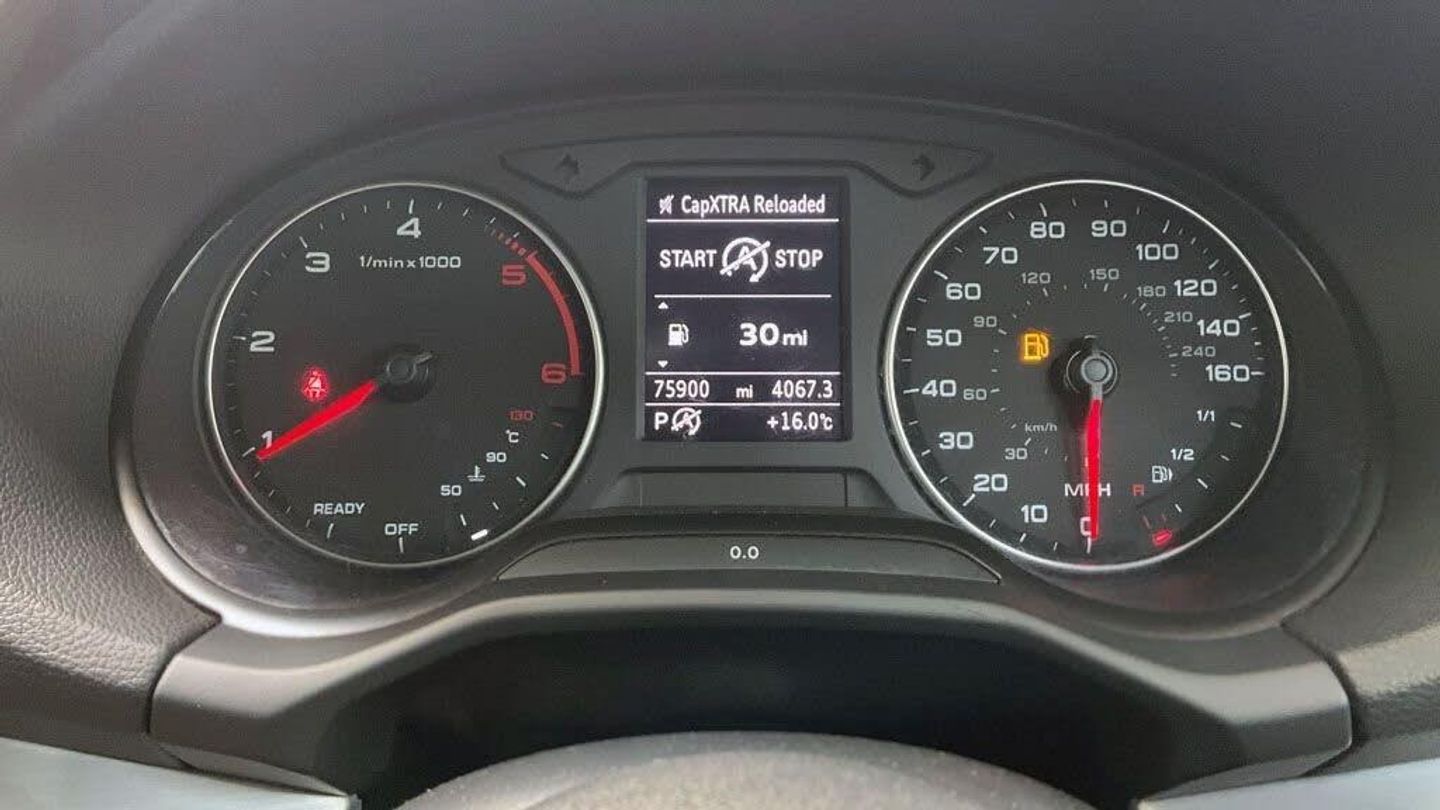 1/min x 1000
1
2
3
4
5
6
READY
OFF
50
90
130
°C
CapXTRA Reloaded
START A STOP
30 mi
75900 mi 4067.3
P A +16.0°C
0.0
0
10
20
30
40
50
60
70
80
90
100
120
140
160
MPH
30
60
90
120
150
180
210
240
km/h
R
1/2
1/1